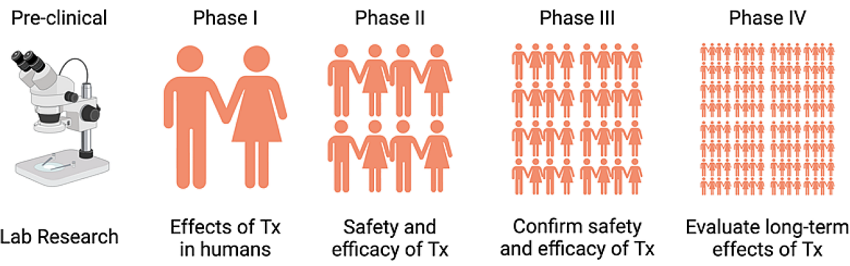 Pre-clinical
Phase I
Phase II
Phase III
Phase IV
Lab Research
Effects of Tx
in humans
Safety and
efficacy of Tx
Confirm safety
and efficacy of Tx
Evaluate long-term
effects of Tx